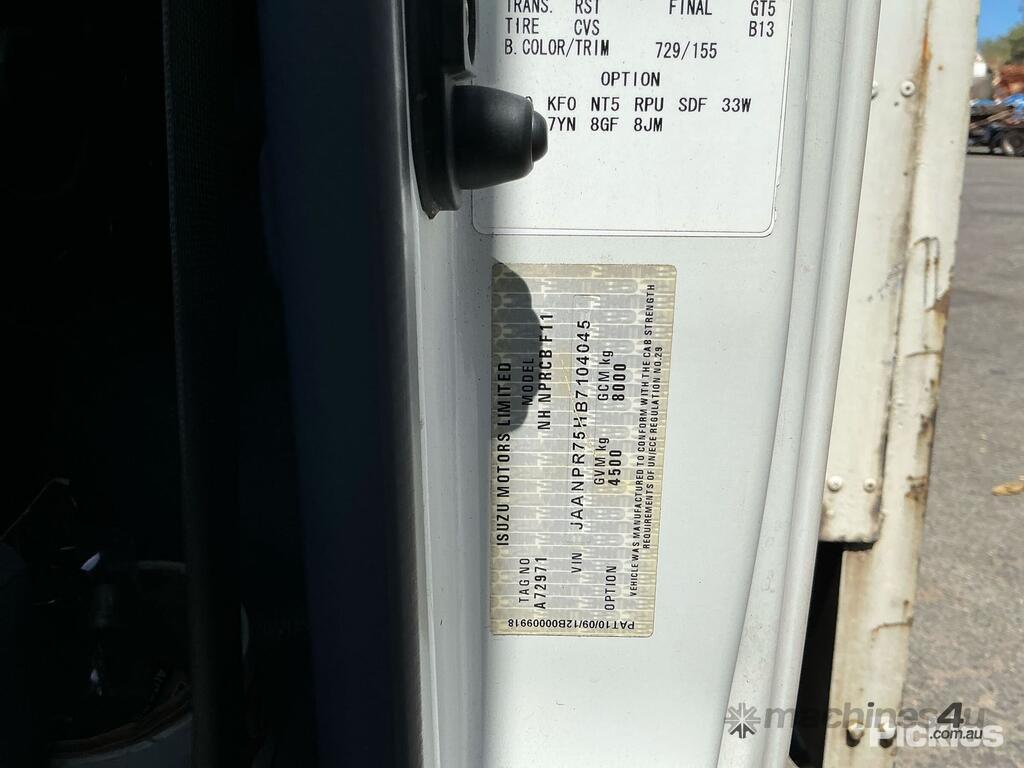 TRANS. RST FINAL GT5
TIRE CVS B13
B. COLOR/TRIM 729/155
OPTION
KFO NT5 RPU SDF 33W
7YN 8GF 8JM
ISUZU MOTORS LIMITED
TAG NO MODEL
A72971 NH NPRCB F11
VIN JAANPR75HB7104045
GVM kg GCM kg
OPTION 4500 8000
VEHICLE WAS MANUFACTURED TO CONFORM WITH THE CAB STRENGTH
REQUIREMENTS OF UN/ECE REGULATION NO.29
PAT10/09/12B00009918
machines4u
.com.au
Pickles